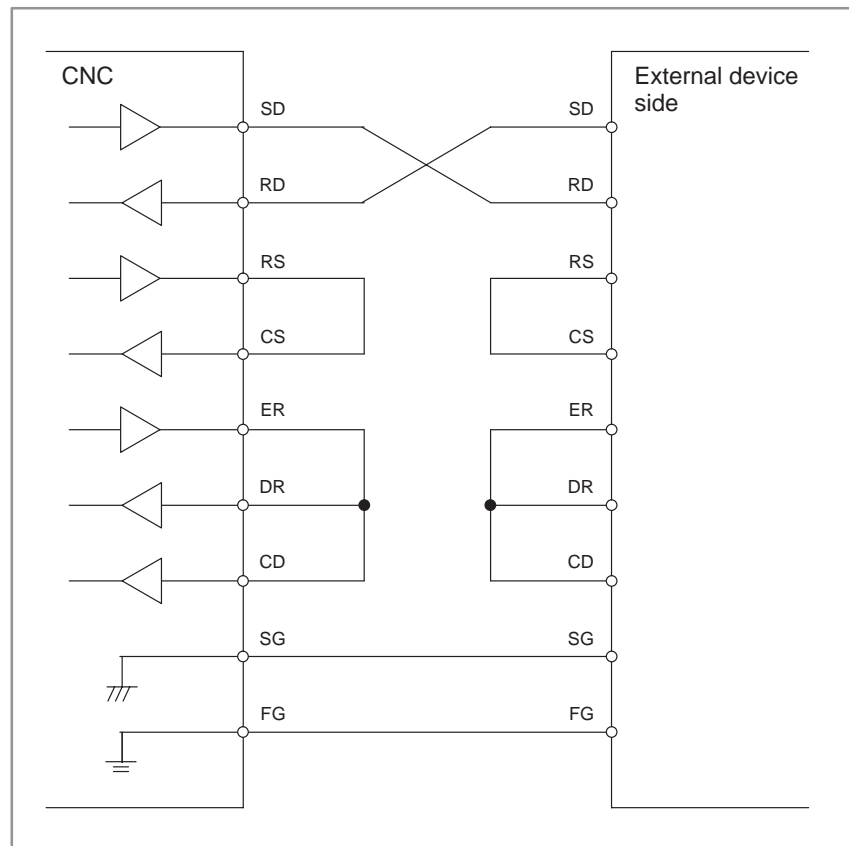 CNC
External device
side
SD SD
RD RD
RS RS
CS CS
ER ER
DR DR
CD CD
SG SG
FG FG